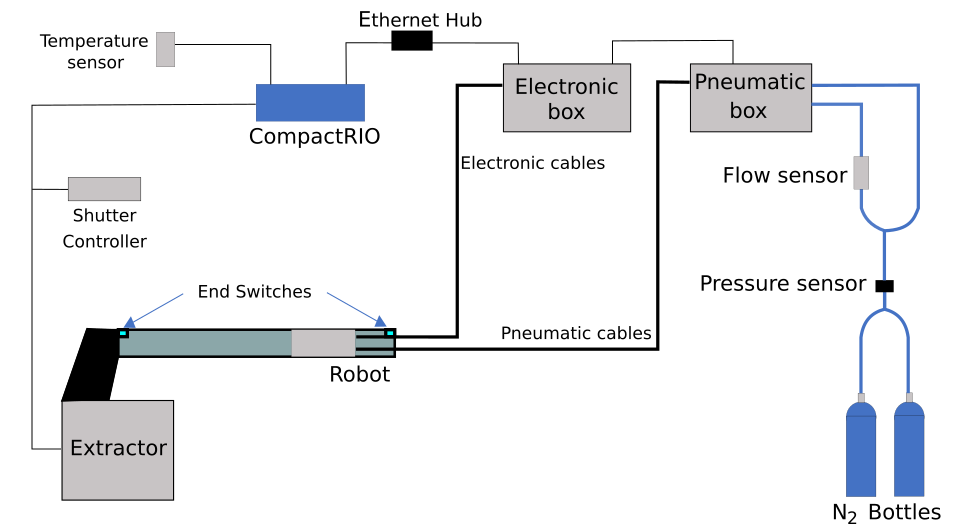 Ethernet Hub
Temperature
sensor
Electronic
box
Pneumatic
box
CompactRIO
Electronic cables
Flow sensor
Shutter
Controller
Pressure sensor
End Switches
Pneumatic cables
Robot
Extractor
N₂ Bottles